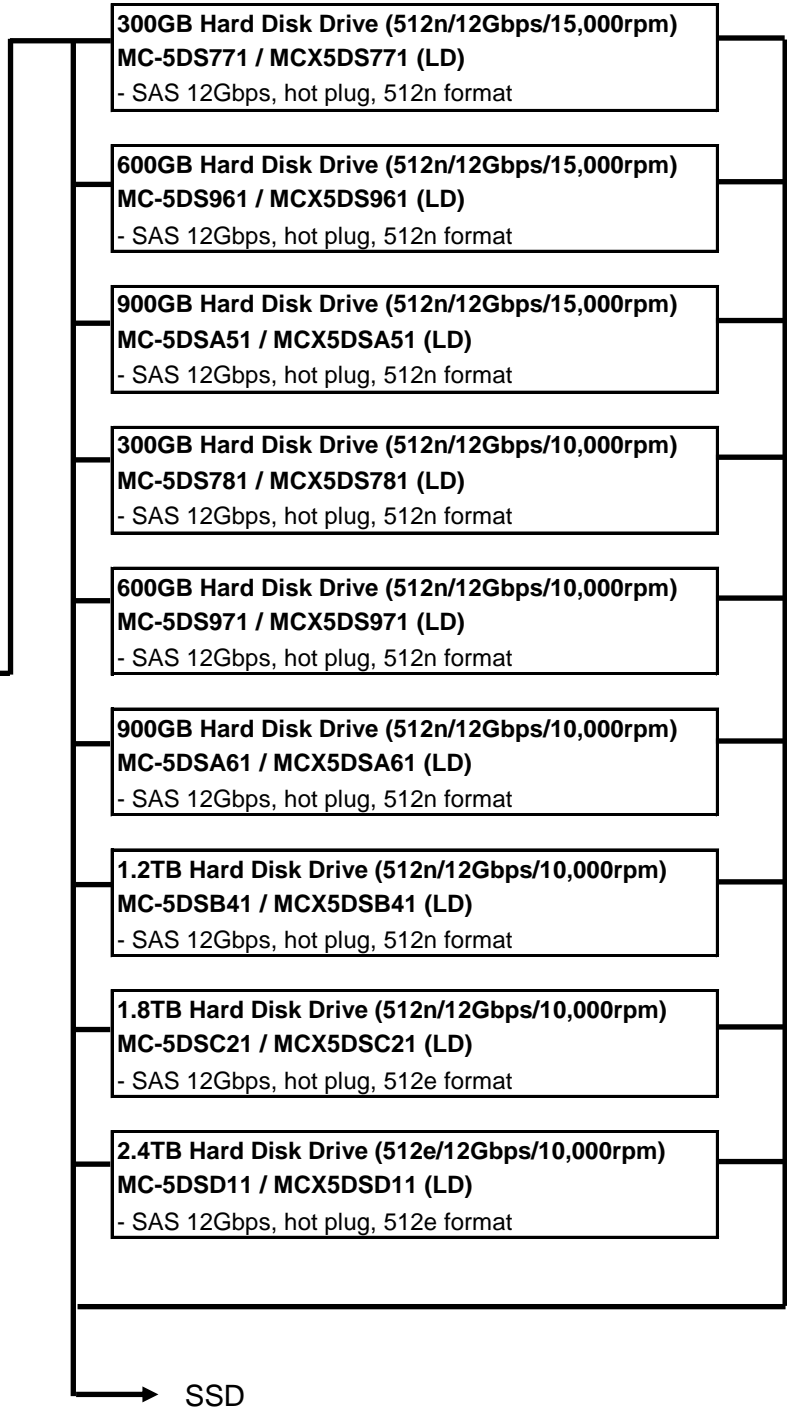 300GB Hard Disk Drive (512n/12Gbps/15,000rpm)
MC-5DS771 / MCX5DS771 (LD)
- SAS 12Gbps, hot plug, 512n format
600GB Hard Disk Drive (512n/12Gbps/15,000rpm)
MC-5DS961 / MCX5DS961 (LD)
- SAS 12Gbps, hot plug, 512n format
900GB Hard Disk Drive (512n/12Gbps/15,000rpm)
MC-5DSA51 / MCX5DSA51 (LD)
- SAS 12Gbps, hot plug, 512n format
300GB Hard Disk Drive (512n/12Gbps/10,000rpm)
MC-5DS781 / MCX5DS781 (LD)
- SAS 12Gbps, hot plug, 512n format
600GB Hard Disk Drive (512n/12Gbps/10,000rpm)
MC-5DS971 / MCX5DS971 (LD)
- SAS 12Gbps, hot plug, 512n format
900GB Hard Disk Drive (512n/12Gbps/10,000rpm)
MC-5DSA61 / MCX5DSA61 (LD)
- SAS 12Gbps, hot plug, 512n format
1.2TB Hard Disk Drive (512n/12Gbps/10,000rpm)
MC-5DSB41 / MCX5DSB41 (LD)
- SAS 12Gbps, hot plug, 512n format
1.8TB Hard Disk Drive (512n/12Gbps/10,000rpm)
MC-5DSC21 / MCX5DSC21 (LD)
- SAS 12Gbps, hot plug, 512e format
2.4TB Hard Disk Drive (512e/12Gbps/10,000rpm)
MC-5DSD11 / MCX5DSD11 (LD)
- SAS 12Gbps, hot plug, 512e format
SSD